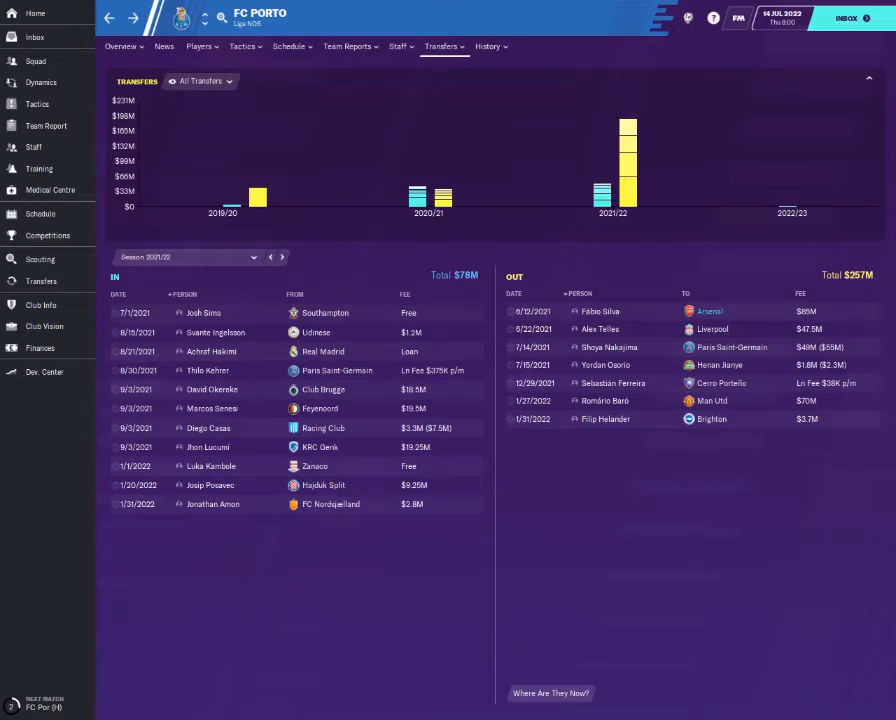 Home
Inbox
Squad
Dynamics
Tactics
Team Report
Staff
Training
Medical Centre
Schedule
Competitions
Scouting
Transfers
Club Info
Club Vision
Finances
Dev. Center
2 NEXT MATCH
FC Por (H)
FC PORTO
Liga NOS
FM
14 JUL 2022
Thu 8:00
INBOX
Overview News Players Tactics Schedule Team Reports Staff Transfers History
TRANSFERS All Transfers
$231M
$198M
$165M
$132M
$99M
$66M
$33M
$0
2019/20 2020/21 2021/22 2022/23
Season 2021/22
IN Total $78M
DATE PERSON FROM FEE
7/1/2021 Josh Sims Southampton Free
8/15/2021 Svante Ingelsson Udinese $1.2M
8/21/2021 Achraf Hakimi Real Madrid Loan
8/30/2021 Thilo Kehrer Paris Saint-Germain Ln Fee $375K p/m
9/3/2021 David Okereke Club Brugge $18.5M
9/3/2021 Marcos Senesi Feyenoord $19.5M
9/3/2021 Diego Casas Racing Club $3.3M ($7.5M)
9/3/2021 Jhon Lucumí KRC Genk $19.25M
1/1/2022 Luka Kambole Zanaco Free
1/20/2022 Josip Posavec Hajduk Split $9.25M
1/31/2022 Jonathan Amon FC Nordsjælland $2.8M
OUT Total $257M
DATE PERSON TO FEE
6/12/2021 Fábio Silva Arsenal $85M
6/22/2021 Alex Telles Liverpool $47.5M
7/14/2021 Shoya Nakajima Paris Saint-Germain $49M ($55M)
7/15/2021 Yordan Osorio Henan Jianye $1.8M ($2.3M)
12/29/2021 Sebastián Ferreira Cerro Porteño Ln Fee $38K p/m
1/27/2022 Romário Baró Man Utd $70M
1/31/2022 Filip Helander Brighton $3.7M
Where Are They Now?